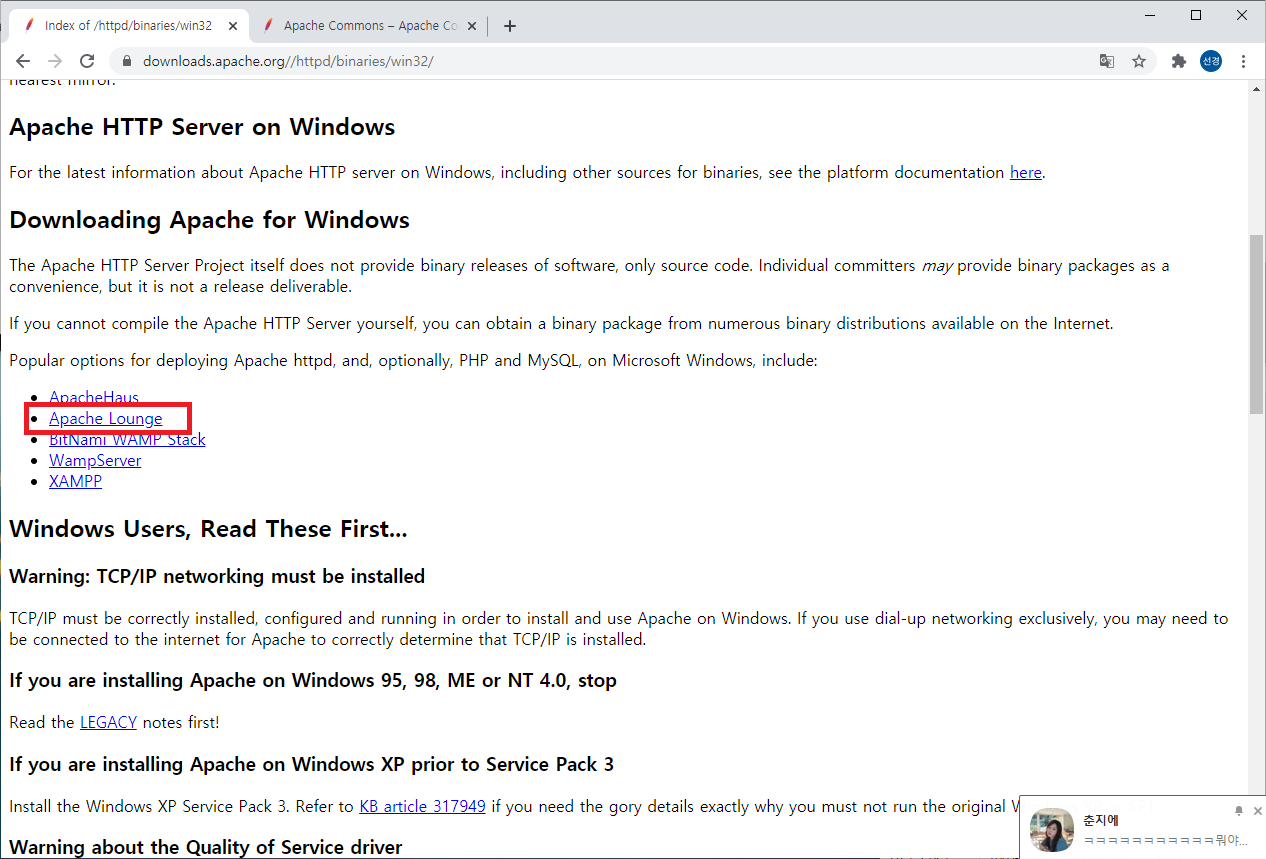 Index of /httpd/binaries/win32
Apache Commons – Apache Co
downloads.apache.org//httpd/binaries/win32/
선경
nearest mirror.
Apache HTTP Server on Windows
For the latest information about Apache HTTP server on Windows, including other sources for binaries, see the platform documentation here.
Downloading Apache for Windows
The Apache HTTP Server Project itself does not provide binary releases of software, only source code. Individual committers may provide binary packages as a
convenience, but it is not a release deliverable.
If you cannot compile the Apache HTTP Server yourself, you can obtain a binary package from numerous binary distributions available on the Internet.
Popular options for deploying Apache httpd, and, optionally, PHP and MySQL, on Microsoft Windows, include:
ApacheHaus
Apache Lounge
BitNami WAMP Stack
WampServer
XAMPP
Windows Users, Read These First...
Warning: TCP/IP networking must be installed
TCP/IP must be correctly installed, configured and running in order to install and use Apache on Windows. If you use dial-up networking exclusively, you may need to
be connected to the internet for Apache to correctly determine that TCP/IP is installed.
If you are installing Apache on Windows 95, 98, ME or NT 4.0, stop
Read the LEGACY notes first!
If you are installing Apache on Windows XP prior to Service Pack 3
Install the Windows XP Service Pack 3. Refer to KB article 317949 if you need the gory details exactly why you must not run the original
Warning about the Quality of Service driver
춘지에
ㅋㅋㅋㅋㅋㅋㅋㅋㅋㅋㅋ뭐야...